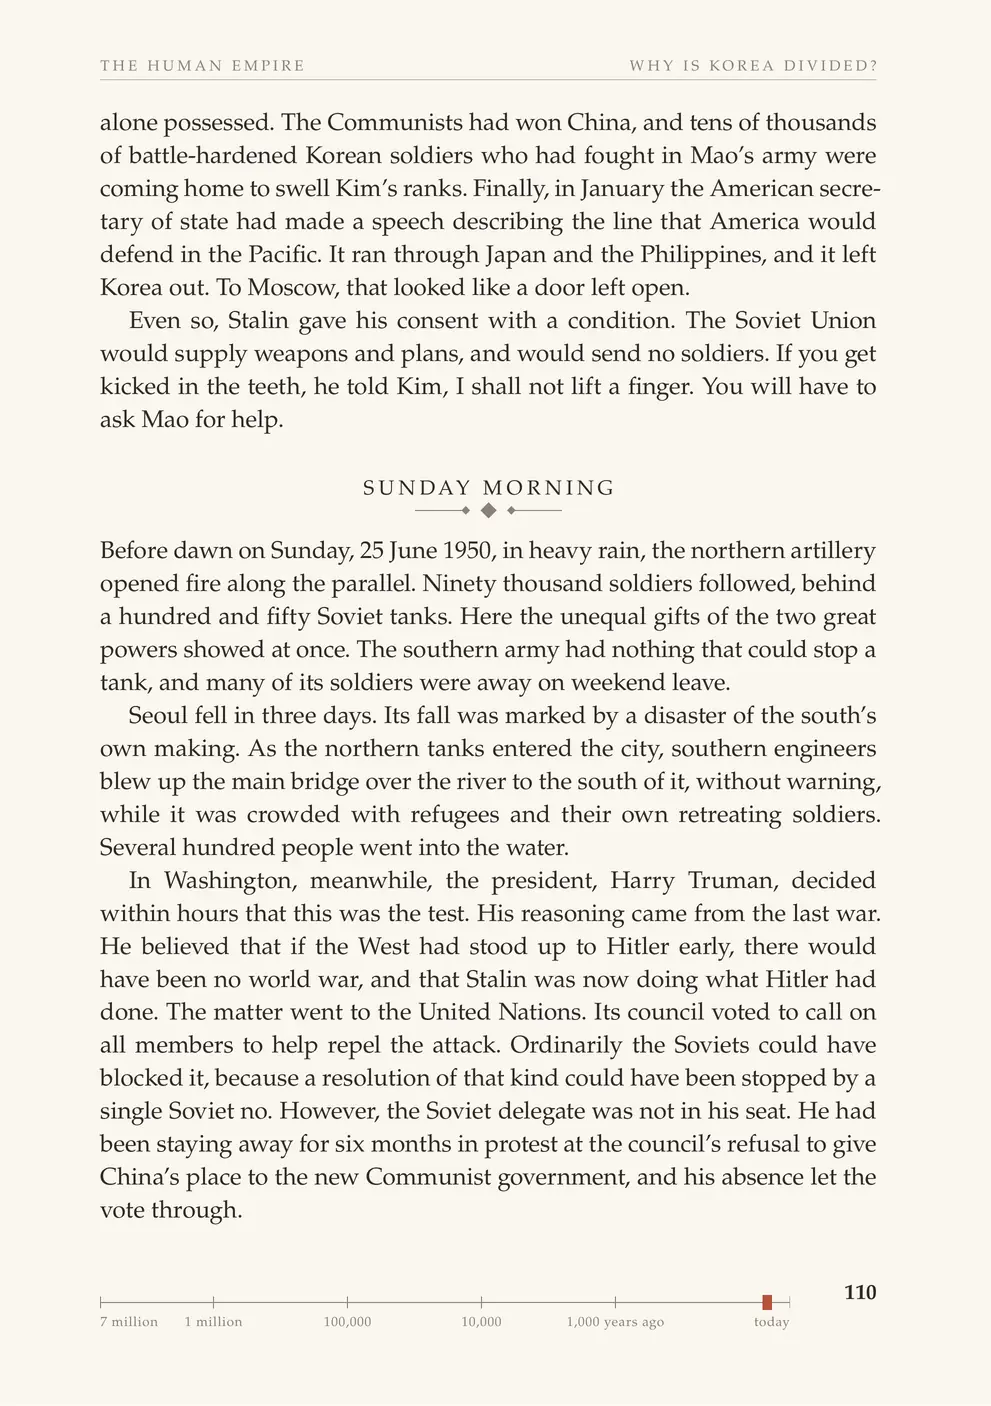 THE HUMAN EMPIRE
WHY IS KOREA DIVIDED?
alone possessed. The Communists had won China, and tens of thousands
of battle-hardened Korean soldiers who had fought in Mao’s army were
coming home to swell Kim’s ranks. Finally, in January the American secre-
tary of state had made a speech describing the line that America would
defend in the Pacific. It ran through Japan and the Philippines, and it left
Korea out. To Moscow, that looked like a door left open.
Even so, Stalin gave his consent with a condition. The Soviet Union
would supply weapons and plans, and would send no soldiers. If you get
kicked in the teeth, he told Kim, I shall not lift a finger. You will have to
ask Mao for help.
SUNDAY MORNING
Before dawn on Sunday, 25 June 1950, in heavy rain, the northern artillery
opened fire along the parallel. Ninety thousand soldiers followed, behind
a hundred and fifty Soviet tanks. Here the unequal gifts of the two great
powers showed at once. The southern army had nothing that could stop a
tank, and many of its soldiers were away on weekend leave.
Seoul fell in three days. Its fall was marked by a disaster of the south’s
own making. As the northern tanks entered the city, southern engineers
blew up the main bridge over the river to the south of it, without warning,
while it was crowded with refugees and their own retreating soldiers.
Several hundred people went into the water.
In Washington, meanwhile, the president, Harry Truman, decided
within hours that this was the test. His reasoning came from the last war.
He believed that if the West had stood up to Hitler early, there would
have been no world war, and that Stalin was now doing what Hitler had
done. The matter went to the United Nations. Its council voted to call on
all members to help repel the attack. Ordinarily the Soviets could have
blocked it, because a resolution of that kind could have been stopped by a
single Soviet no. However, the Soviet delegate was not in his seat. He had
been staying away for six months in protest at the council’s refusal to give
China’s place to the new Communist government, and his absence let the
vote through.
110
7 million
1 million
100,000
10,000
1,000 years ago
today